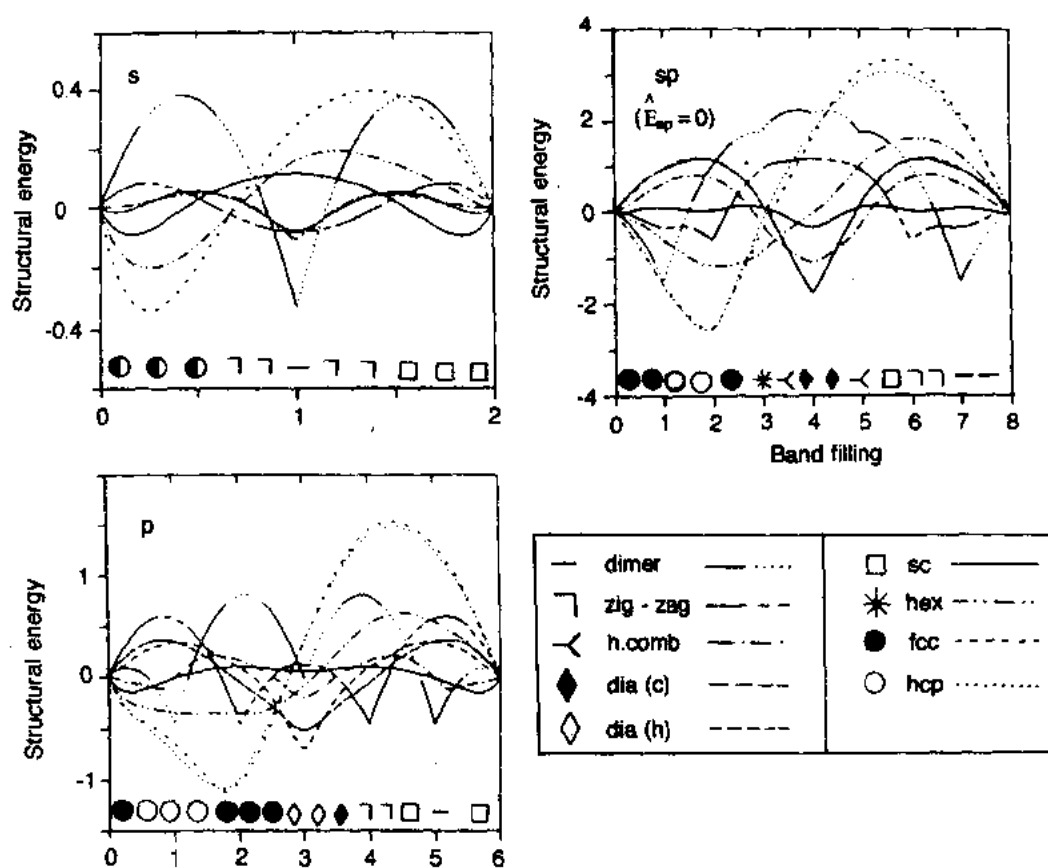 s
Structural energy
0.4
0
-0.4
0
1
2
sp
(Êsp = 0)
Structural energy
4
2
0
-2
-4
0 1 2 3 4 5 6 7 8
Band filling
p
Structural energy
1
0
-1
0 1 2 3 4 5 6
dimer
zig - zag
h.comb
dia (c)
dia (h)
sc
hex
fcc
hcp